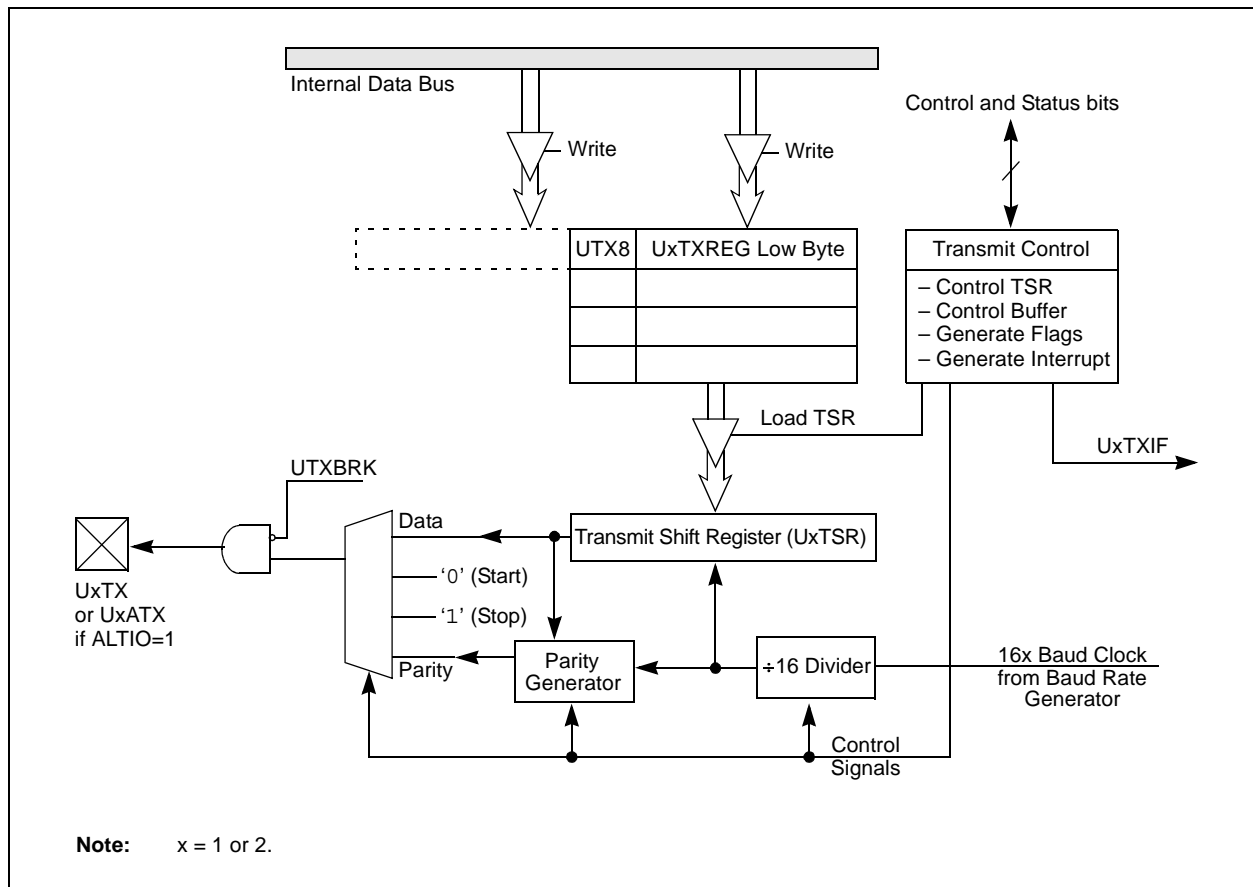 Internal Data Bus
Control and Status bits
Write
Write
UTX8
UxTXREG Low Byte
Transmit Control
– Control TSR
– Control Buffer
– Generate Flags
– Generate Interrupt
Load TSR
UxTXIF
UTXBRK
Data
Transmit Shift Register (UxTSR)
‘0’ (Start)
‘1’ (Stop)
UxTX
or UxATX
if ALTIO=1
Parity
Parity
Generator
÷16 Divider
16x Baud Clock
from Baud Rate
Generator
Control
Signals
Note: x = 1 or 2.